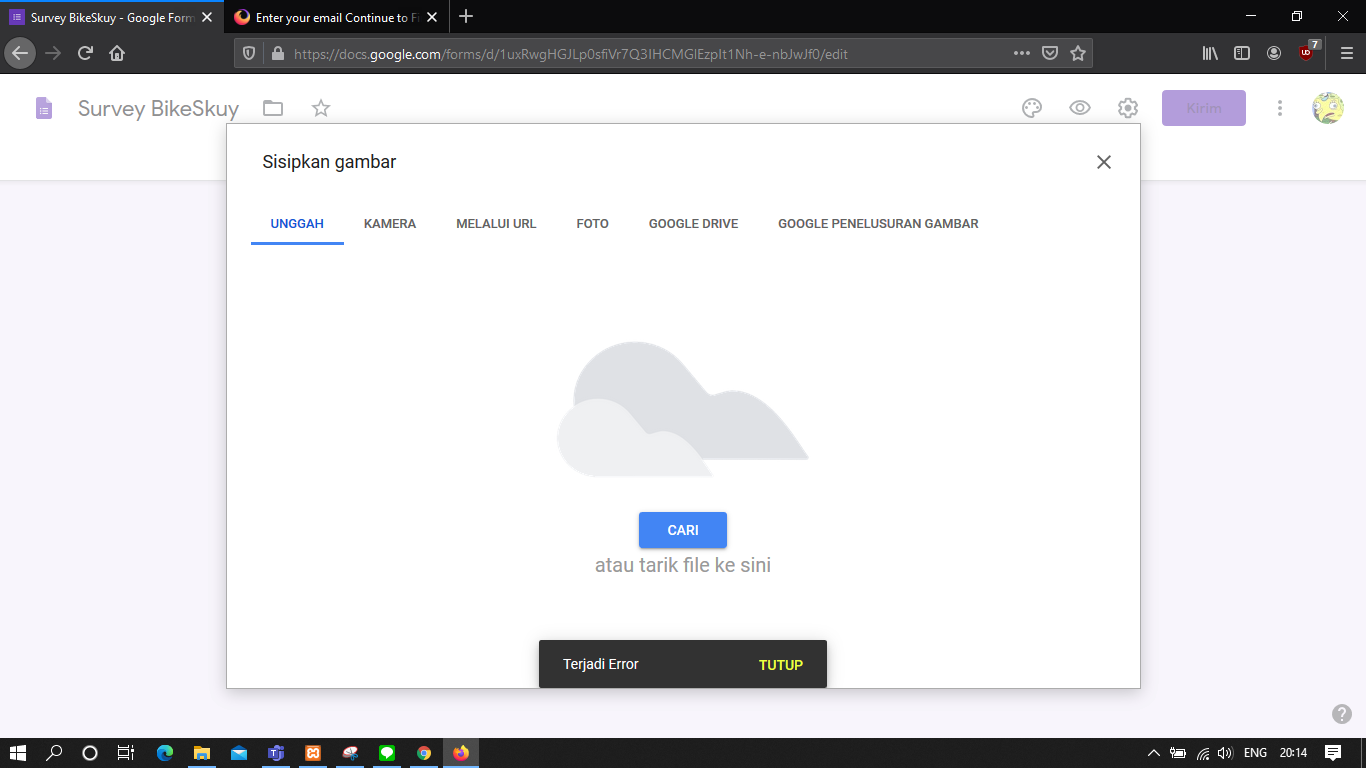 Survey BikeSkuy - Google Form
Enter your email Continue to F
https://docs.google.com/forms/d/1uxRwgHGJLp0sfiVr7Q3IHCMGlEzpIt1Nh-e-nbJwJf0/edit
7
Survey BikeSkuy
Kirim
Sisipkan gambar
UNGGAH
KAMERA
MELALUI URL
FOTO
GOOGLE DRIVE
GOOGLE PENELUSURAN GAMBAR
CARI
atau tarik file ke sini
Terjadi Error
TUTUP
ENG
20:14